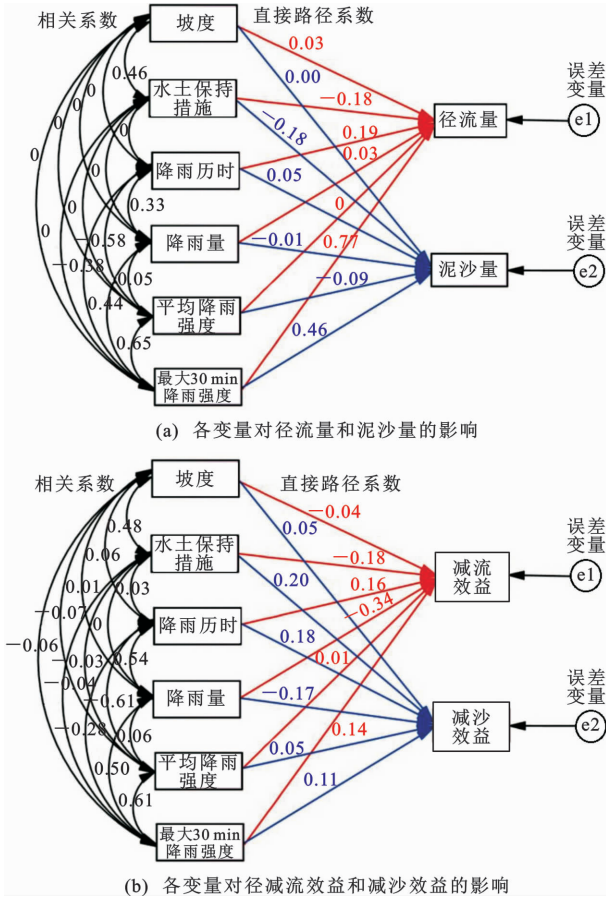 相关系数
坡度
直接路径系数
0.03
0.00
误差
变量
0.46
水土保持
措施
-0.18
径流量
e1
0
0
0
0
0
-0.18
0.19
0.03
降雨历时
0.05
0
0
0.33
0
误差
变量
0
-0.58
降雨量
-0.01
0.77
泥沙量
e2
-0.38
0.05
-0.09
0.44
平均降雨
强度
0.65
0.46
最大30 min
降雨强度
(a) 各变量对径流量和泥沙量的影响
相关系数
坡度
直接路径系数
-0.04
0.05
误差
变量
0.48
水土保持
措施
-0.18
减流
效益
e1
0.06
0.20
0.16
0.01
0.03
-0.34
-0.07
0
降雨历时
0.18
-0.06
0.54
0.01
误差
变量
-0.03
-0.04
-0.61
降雨量
-0.17
减沙
效益
e2
-0.28
0.06
0.14
0.50
平均降雨
强度
0.05
0.61
0.11
最大30 min
降雨强度
(b) 各变量对径减流效益和减沙效益的影响